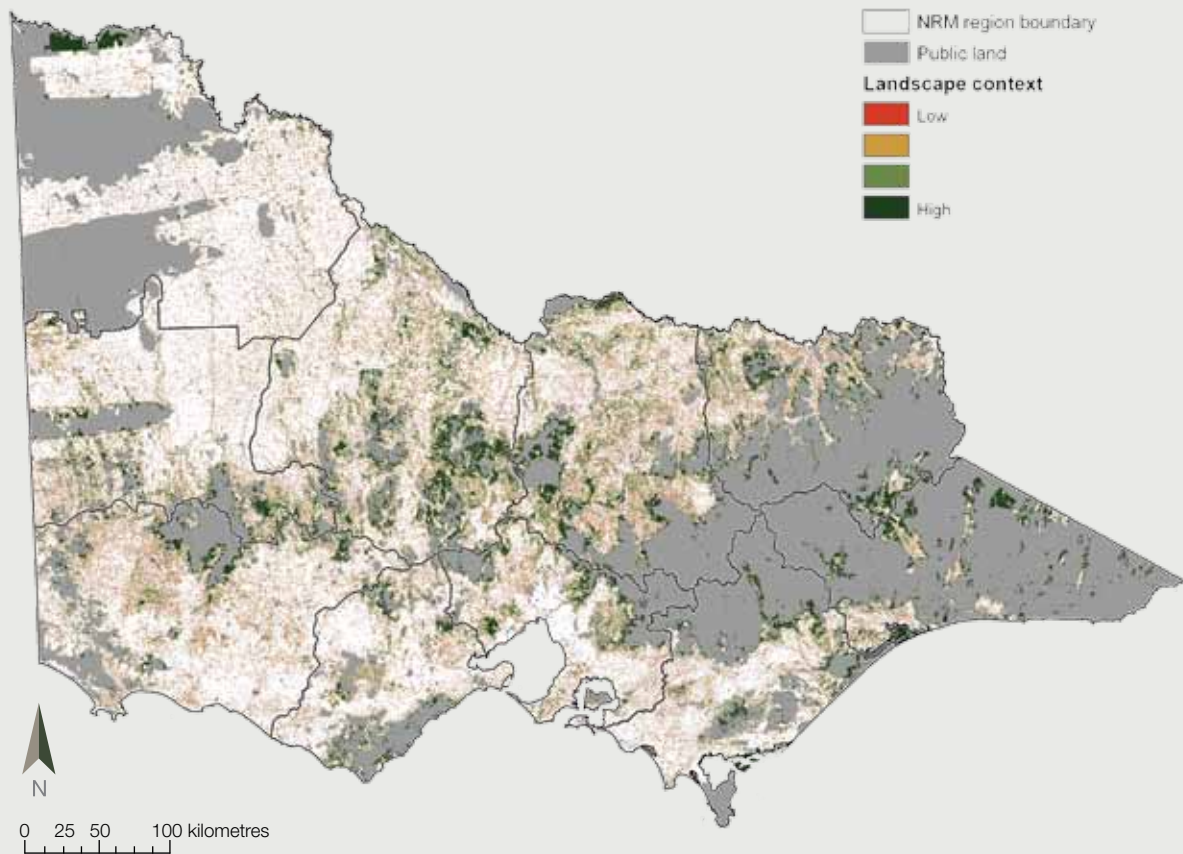 NRM region boundary
Public land
Landscape context
Low
High
N
0 25 50 100 kilometres